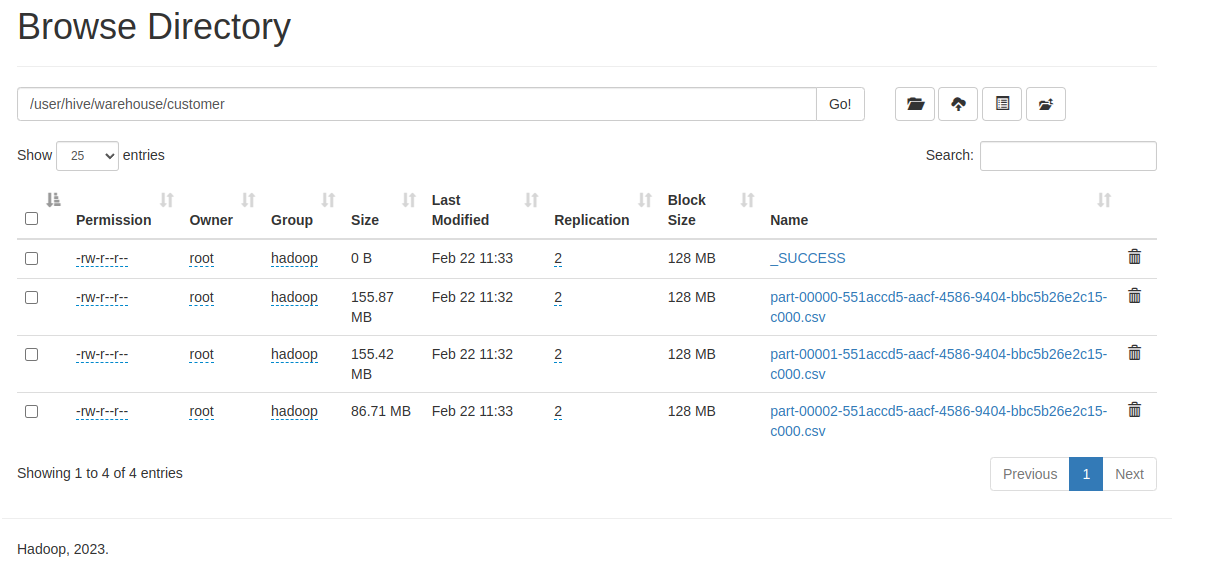 Browse Directory
/user/hive/warehouse/customer Go!
Show 25 entries Search:
Permission Owner Group Size Last Modified Replication Block Size Name
-rw-r--r-- root hadoop 0 B Feb 22 11:33 2 128 MB _SUCCESS
-rw-r--r-- root hadoop 155.87 MB Feb 22 11:32 2 128 MB part-00000-551accd5-aacf-4586-9404-bbc5b26e2c15-
c000.csv
-rw-r--r-- root hadoop 155.42 MB Feb 22 11:32 2 128 MB part-00001-551accd5-aacf-4586-9404-bbc5b26e2c15-
c000.csv
-rw-r--r-- root hadoop 86.71 MB Feb 22 11:33 2 128 MB part-00002-551accd5-aacf-4586-9404-bbc5b26e2c15-
c000.csv
Showing 1 to 4 of 4 entries Previous 1 Next
Hadoop, 2023.